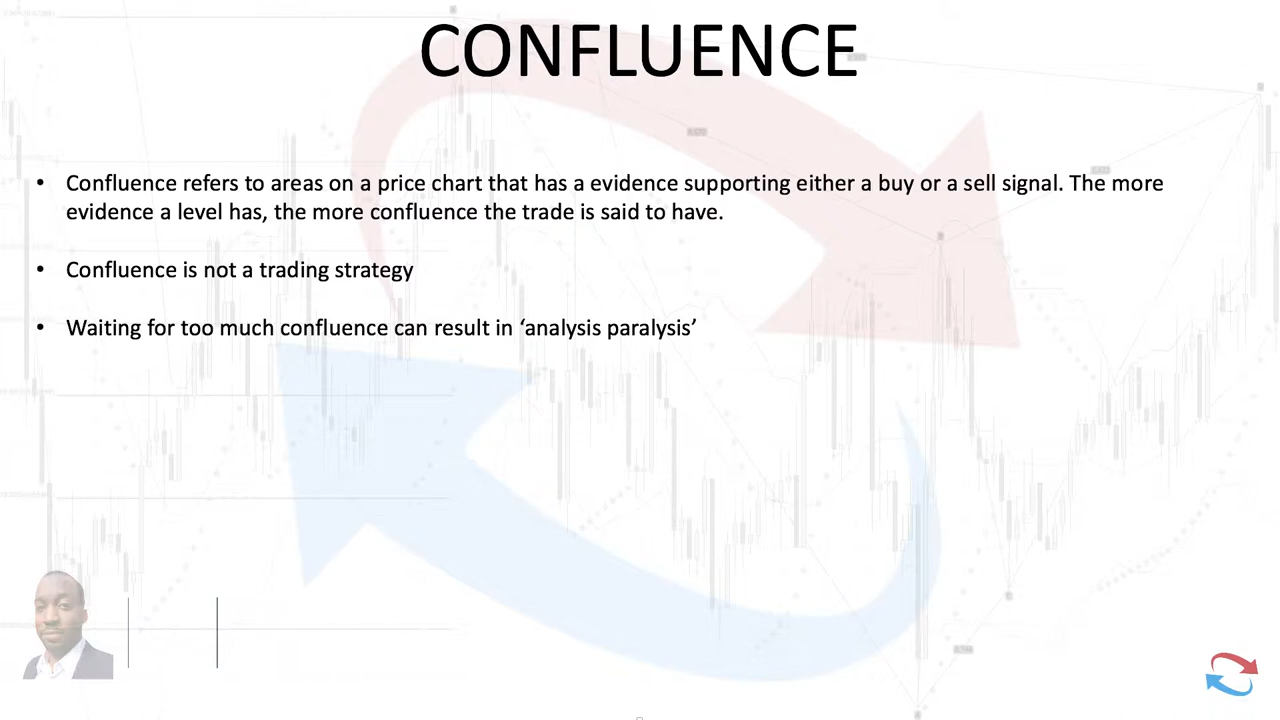 CONFLUENCE
• Confluence refers to areas on a price chart that has a evidence supporting either a buy or a sell signal. The more
evidence a level has, the more confluence the trade is said to have.
• Confluence is not a trading strategy
• Waiting for too much confluence can result in ‘analysis paralysis’